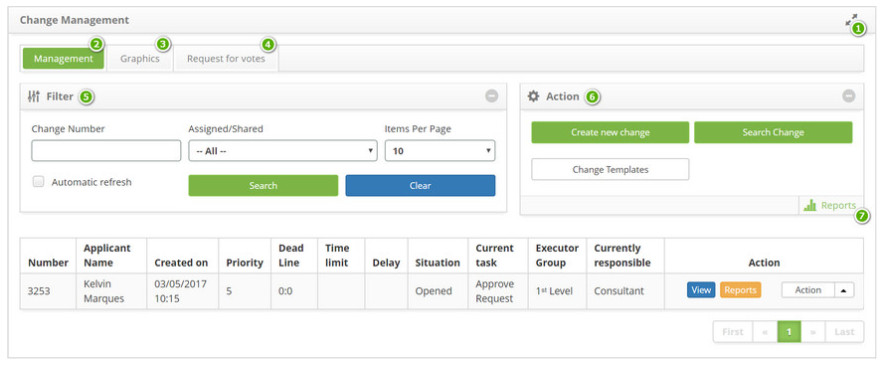 Change Management
1
2
3
4
Management Graphics Request for votes
Filter 5
Action 6
Change Number Assigned/Shared Items Per Page
-- All -- 10
Automatic refresh Search Clear
Create new change Search Change
Change Templates
Reports
7
Number Applicant Name Created on Priority Dead Line Time limit Delay Situation Current task Executor Group Currently responsible Action
3253 Kelvin Marques 03/05/2017 10:15 5 0:0 Opened Approve Request 1st Level Consultant View Reports Action
First « 1 » Last